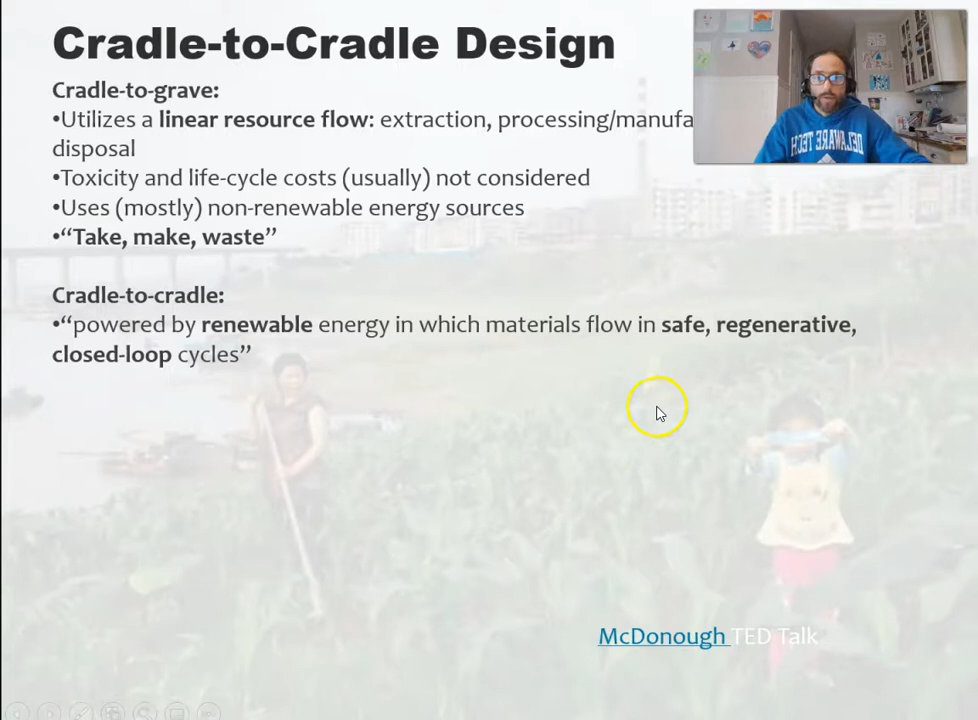 Cradle-to-Cradle Design
Cradle-to-grave:
•Utilizes a linear resource flow: extraction, processing/manufa
disposal
•Toxicity and life-cycle costs (usually) not considered
•Uses (mostly) non-renewable energy sources
•“Take, make, waste”
Cradle-to-cradle:
•“powered by renewable energy in which materials flow in safe, regenerative,
closed-loop cycles”
McDonough TED Talk
DELAWARE TECH